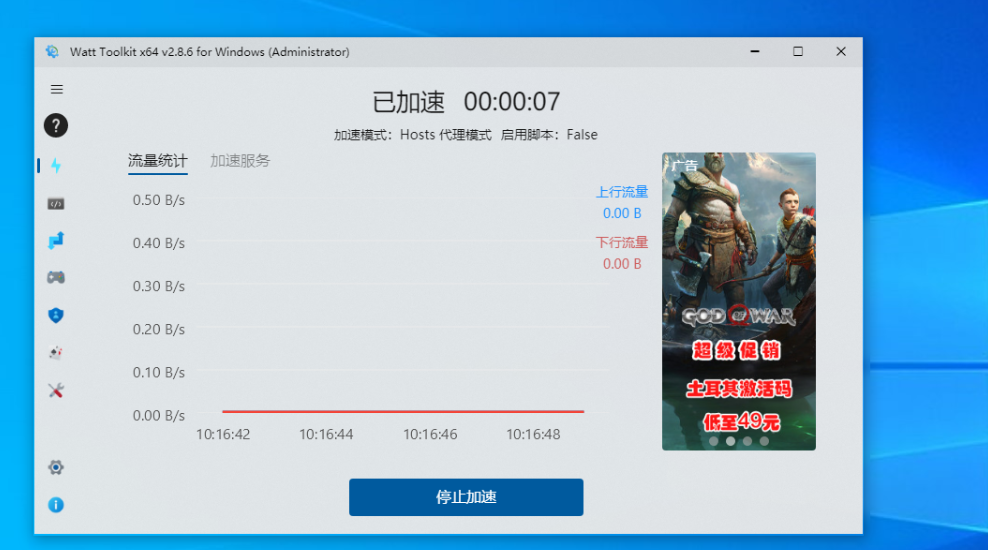 Watt Toolkit x64 v2.8.6 for Windows (Administrator)
?
已加速 00:00:07
加速模式：Hosts 代理模式 启用脚本：False
流量统计 加速服务
0.50 B/s
0.40 B/s
0.30 B/s
0.20 B/s
0.10 B/s
0.00 B/s
10:16:42 10:16:44 10:16:46 10:16:48
上行流量
0.00 B
下行流量
0.00 B
广告
GOD OF WAR
超级促销
土耳其激活码
低至49元
停止加速